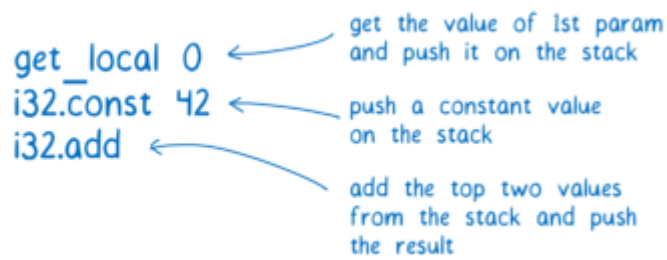 get_local 0
i32.const 42
i32.add
get the value of 1st param
and push it on the stack
push a constant value
on the stack
add the top two values
from the stack and push
the result